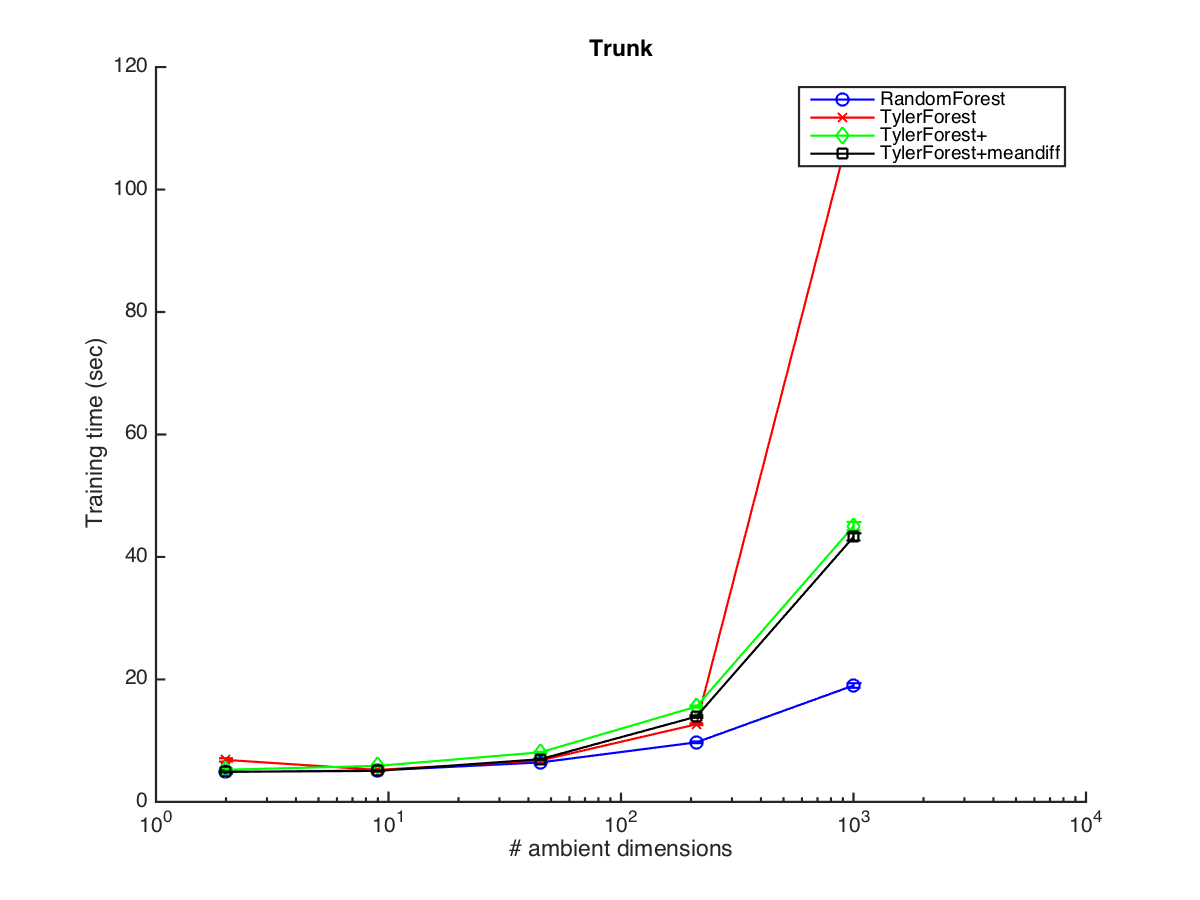 Trunk
120
100
80
60
40
20
0
Training time (sec)
RandomForest
TylerForest
TylerForest+
TylerForest+meandiff
10^0 10^1 10^2 10^3 10^4
# ambient dimensions